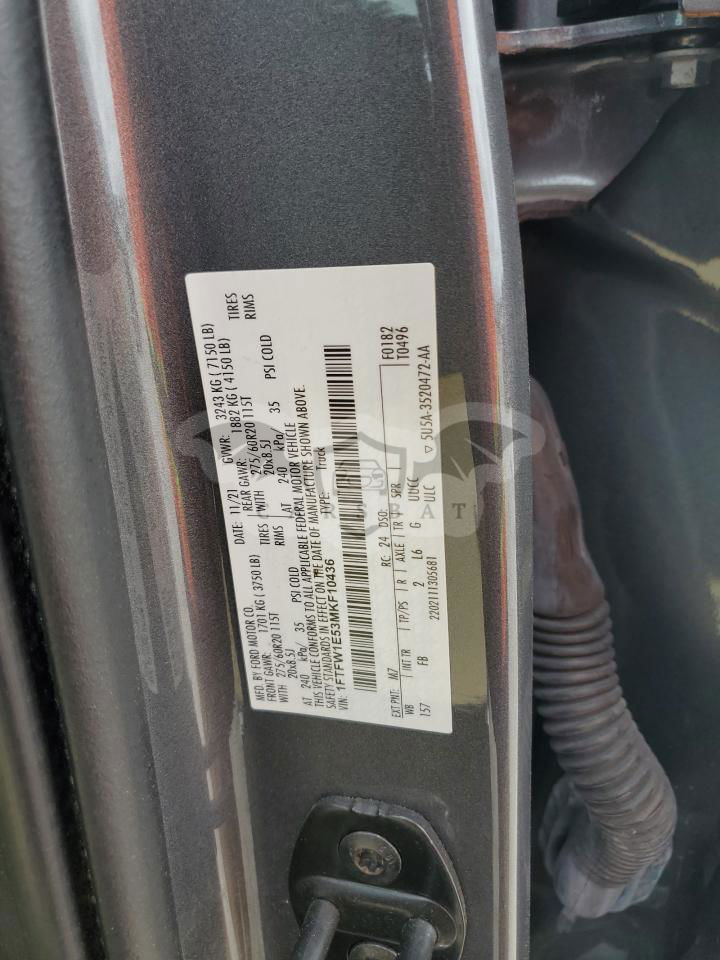 MFD. BY FORD MOTOR CO.
DATE: 11/21 GVWR: 3243 KG ( 7150 LB)
FRONT GAWR: 1701 KG ( 3750 LB) REAR GAWR: 1882 KG ( 4150 LB)
WITH 275/60R20 115T TIRES WITH 275/60R20 115T TIRES
20x8.5J RIMS 20x8.5J RIMS
AT 240 kPa/ 35 PSI COLD AT 240 kPa/ 35 PSI COLD
THIS VEHICLE CONFORMS TO ALL APPLICABLE FEDERAL MOTOR VEHICLE
SAFETY STANDARDS IN EFFECT ON THE DATE OF MANUFACTURE SHOWN ABOVE.
VIN: 1FTFW1E53MKF10436 TYPE: Truck
F0182
T0496
EXT PNT: M7 RC: 24 DSO:
WB INT TR TP/PS R AXLE TR SPR
157 FB 2 L6 G UUCC
2202111305681 ULC
▽ 5U5A-3520472-AA